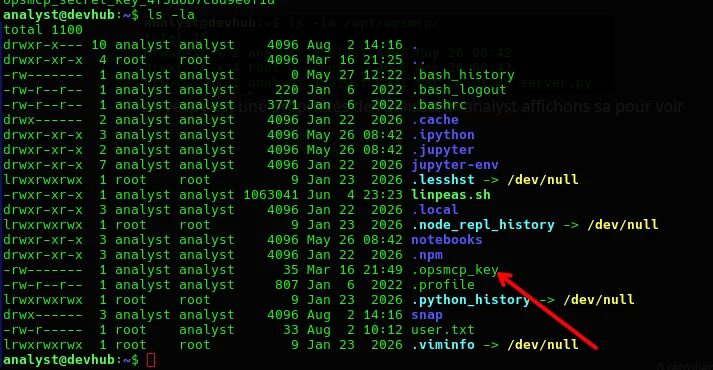 opsmcp_secret_key_4f5a6b7c8d9e0f1a
analyst@devhub:~$ ls -la
total 1100
drwxr-x--- 10 analyst analyst    4096 Aug  2 14:16 .
drwxr-xr-x  4 root    root       4096 Mar 16 21:25 ..
-rw-------  1 analyst analyst       0 May 27 12:22 .bash_history
-rw-r--r--  1 analyst analyst     220 Jan  6  2022 .bash_logout
-rw-r--r--  1 analyst analyst    3771 Jan  6  2022 .bashrc
drwx------  2 analyst analyst    4096 Jan 22  2026 .cache
drwxr-xr-x  3 analyst analyst    4096 May 26 08:42 .ipython
drwxr-xr-x  2 analyst analyst    4096 May 26 08:42 .jupyter
drwxr-xr-x  7 analyst analyst    4096 Jan 22  2026 jupyter-env
lrwxrwxrwx  1 root    root          9 Jan 23  2026 .lesshst -> /dev/null
-rwxr-xr-x  1 analyst analyst 1063041 Jun  4 23:23 linpeas.sh
drwxr-xr-x  3 analyst analyst    4096 Jan 22  2026 .local
lrwxrwxrwx  1 root    root          9 Jan 23  2026 .node_repl_history -> /dev/null
drwxr-xr-x  3 analyst analyst    4096 May 26 08:42 notebooks
drwxr-xr-x  3 analyst analyst    4096 Jan 22  2026 .npm
-rw-------  1 analyst analyst      35 Mar 16 21:49 .opsmcp_key
-rw-r--r--  1 analyst analyst     807 Jan  6  2022 .profile
lrwxrwxrwx  1 root    root          9 Jan 23  2026 .python_history -> /dev/null
drwx------  3 analyst analyst    4096 Aug  2 14:16 snap
-rw-r-----  1 root    analyst      33 Aug  2 10:12 user.txt
lrwxrwxrwx  1 root    root          9 Jan 23  2026 .viminfo -> /dev/null
analyst@devhub:~$